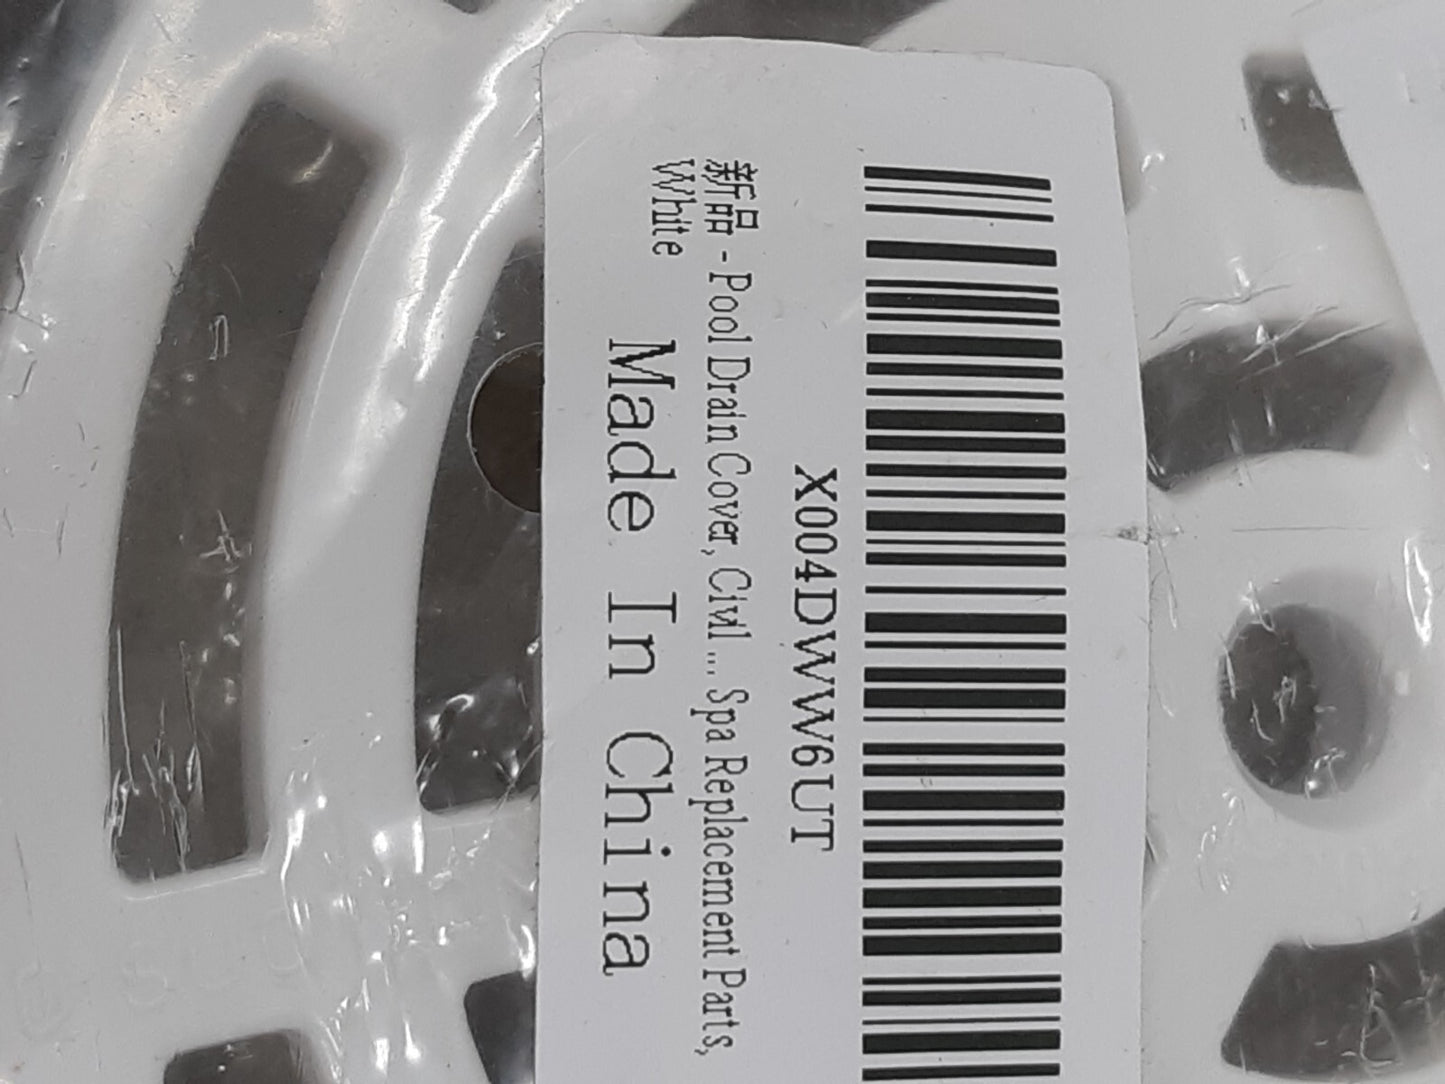 X004DWW6UT
新品 - Pool Drain Cover, Civil ... Spa Replacement Parts,
White
Made In China